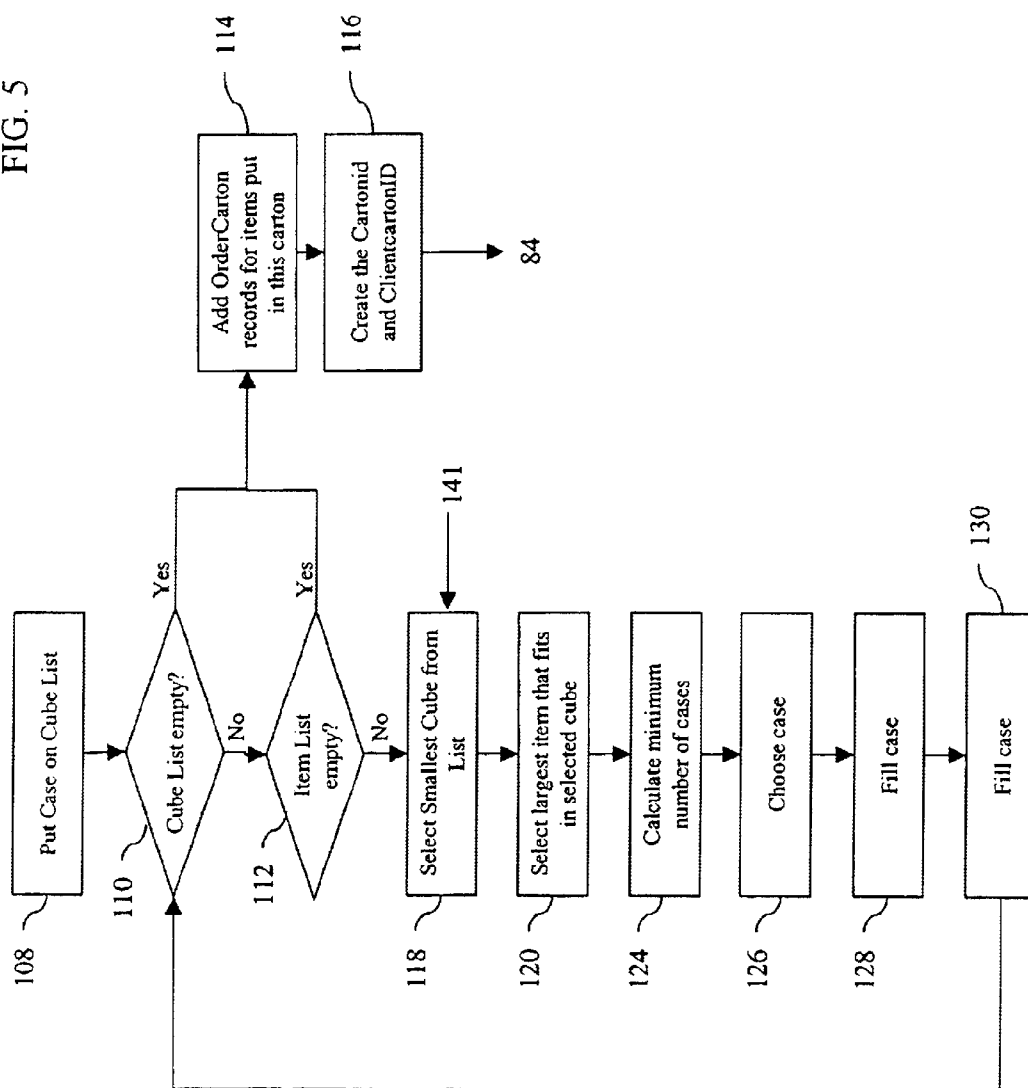 FIG. 5
108
Put Case on Cube List
110
Cube List empty?
Yes
No
112
Item List
empty?
Yes
No
114
Add OrderCarton
records for items put
in this carton
116
Create the Cartonid
and ClientcartonID
84
118
Select Smallest Cube from
List
141
120
Select largest item that fits
in selected cube
124
Calculate minimum
number of cases
126
Choose case
128
Fill case
130
Fill case